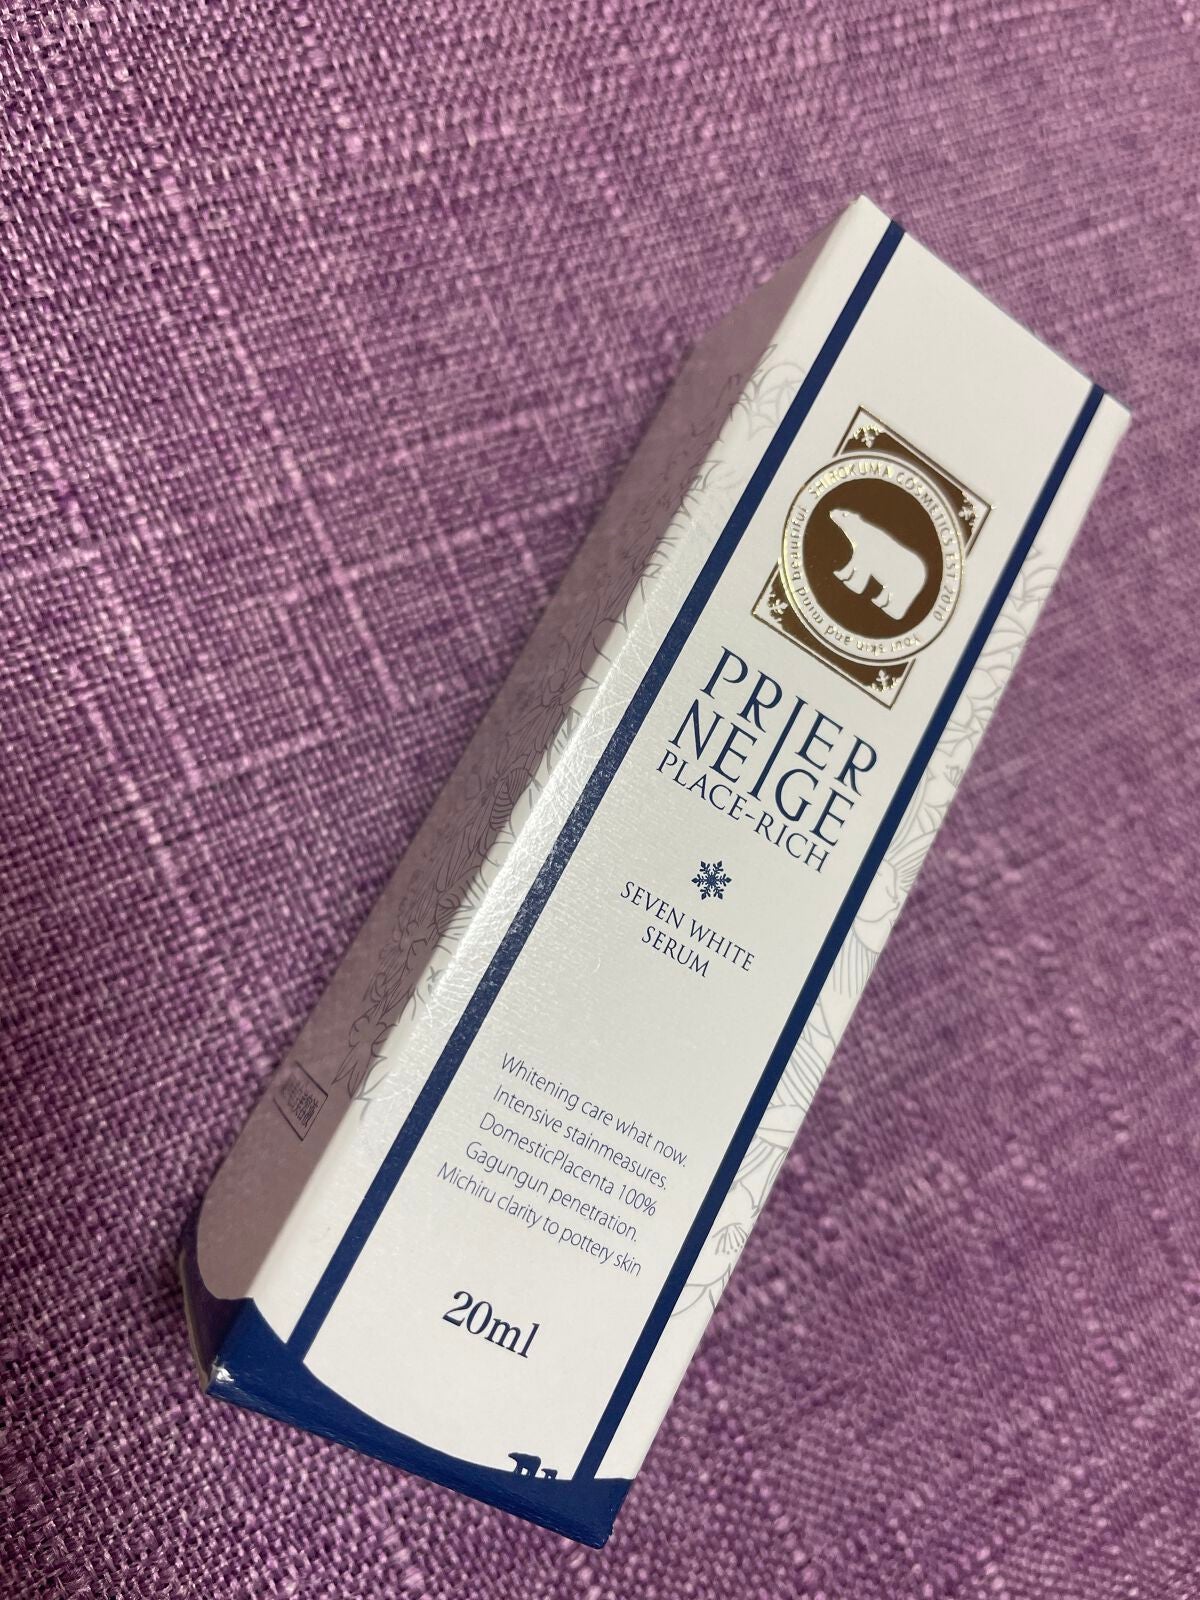 SHIROKUMA COSMETICS EST 2010
your skin and mind beautiful
PRIER
NEIGE
PLACE-RICH
SEVEN WHITE
SERUM
Whitening care what now.
Intensive stainmeasures.
DomesticPlacenta 100%
Gagungun penetration.
Michiru clarity to pottery skin
20ml